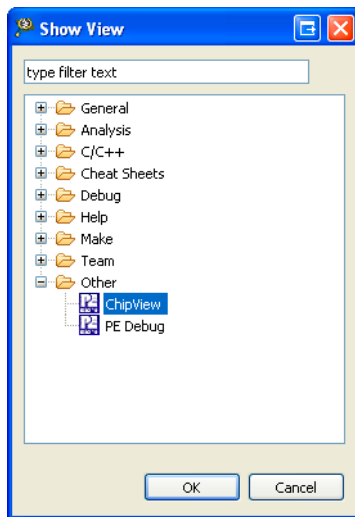 Show View
type filter text
General
Analysis
C/C++
Cheat Sheets
Debug
Help
Make
Team
Other
ChipView
PE Debug
OK Cancel